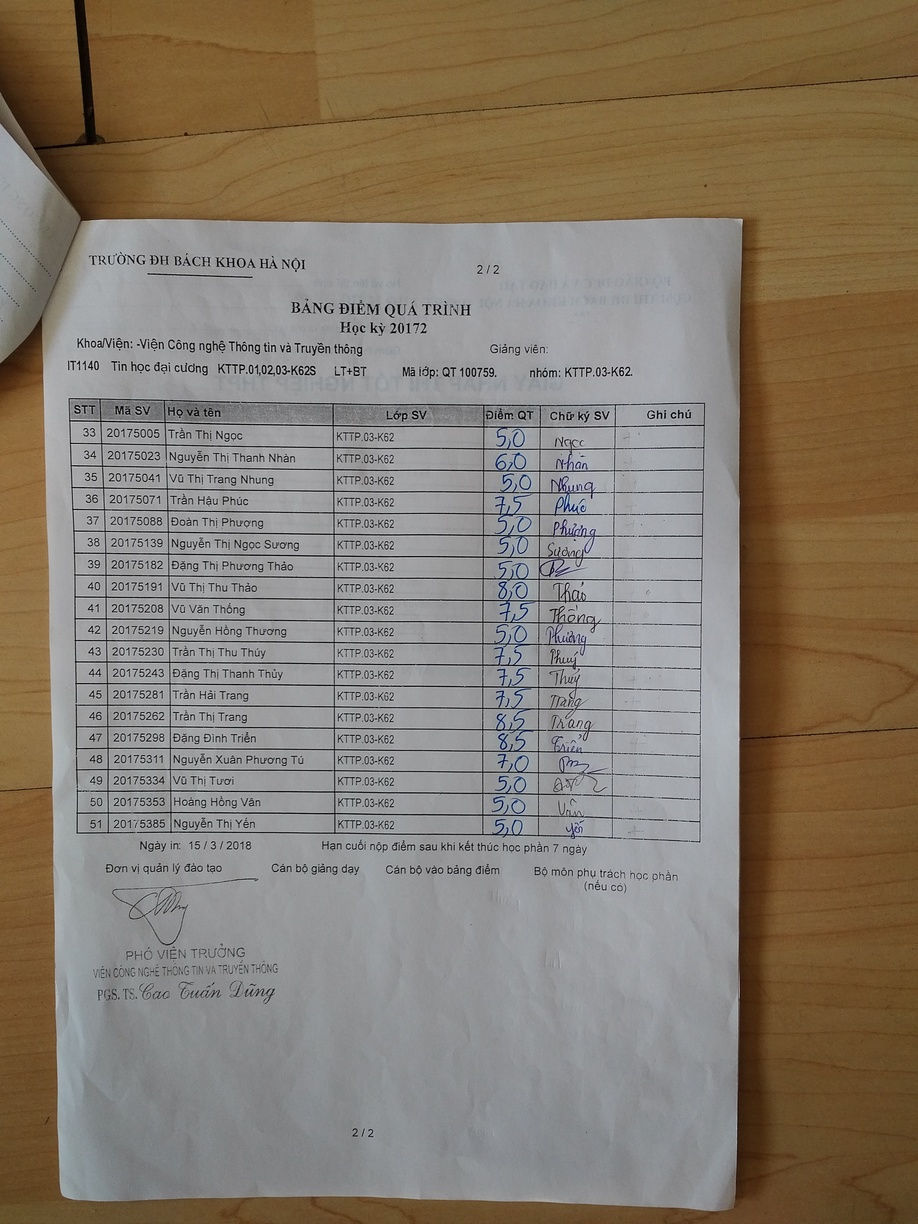 TRƯỜNG ĐH BÁCH KHOA HÀ NỘI
2 / 2
BẢNG ĐIỂM QUÁ TRÌNH
Học kỳ 20172
Khoa/Viện: -Viện Công nghệ Thông tin và Truyền thông Giảng viên:
IT1140 Tin học đại cương KTTP.01,02,03-K62S LT+BT Mã lớp: QT 100759. nhóm: KTTP.03-K62.
STT Mã SV Họ và tên Lớp SV Điểm QT Chữ ký SV Ghi chú
33 20175005 Trần Thị Ngọc KTTP.03-K62 5,0 Ngọc
34 20175023 Nguyễn Thị Thanh Nhàn KTTP.03-K62 6,0 Nhàn
35 20175041 Vũ Thị Trang Nhung KTTP.03-K62 5,0 Nhung
36 20175071 Trần Hậu Phúc KTTP.03-K62 7,5 Phúc
37 20175088 Đoàn Thị Phượng KTTP.03-K62 5,0 Phượng
38 20175139 Nguyễn Thị Ngọc Sương KTTP.03-K62 5,0 Sương
39 20175182 Đặng Thị Phương Thảo KTTP.03-K62 5,0
40 20175191 Vũ Thị Thu Thảo KTTP.03-K62 8,0 Thảo
41 20175208 Vũ Văn Thống KTTP.03-K62 7,5 Thống
42 20175219 Nguyễn Hồng Thương KTTP.03-K62 5,0 Thương
43 20175230 Trần Thị Thu Thúy KTTP.03-K62 7,5 Thuý
44 20175243 Đặng Thị Thanh Thủy KTTP.03-K62 7,5 Thuỷ
45 20175281 Trần Hải Trang KTTP.03-K62 7,5 Trang
46 20175262 Trần Thị Trang KTTP.03-K62 8,5 Trang
47 20175298 Đặng Đình Triển KTTP.03-K62 8,5 Triển
48 20175311 Nguyễn Xuân Phương Tú KTTP.03-K62 7,0
49 20175334 Vũ Thị Tươi KTTP.03-K62 5,0
50 20175353 Hoàng Hồng Vân KTTP.03-K62 5,0 Vân
51 20175385 Nguyễn Thị Yến KTTP.03-K62 5,0 Yến
Ngày in: 15 / 3 / 2018 Hạn cuối nộp điểm sau khi kết thúc học phần 7 ngày
Đơn vị quản lý đào tạo Cán bộ giảng dạy Cán bộ vào bảng điểm Bộ môn phụ trách học phần
(nếu có)
PHÓ VIỆN TRƯỞNG
VIỆN CÔNG NGHỆ THÔNG TIN VÀ TRUYỀN THÔNG
PGS. TS. Cao Tuấn Dũng
2 / 2